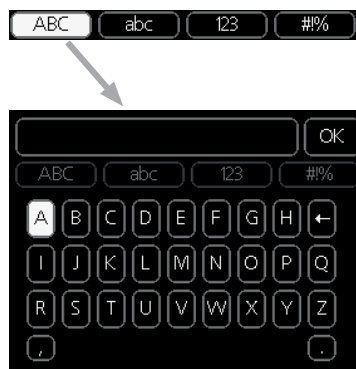 ABC abc 123 #!%
OK
ABC abc 123 #!%
A B C D E F G H ←
I J K L M N O P Q
R S T U V W X Y Z
, .